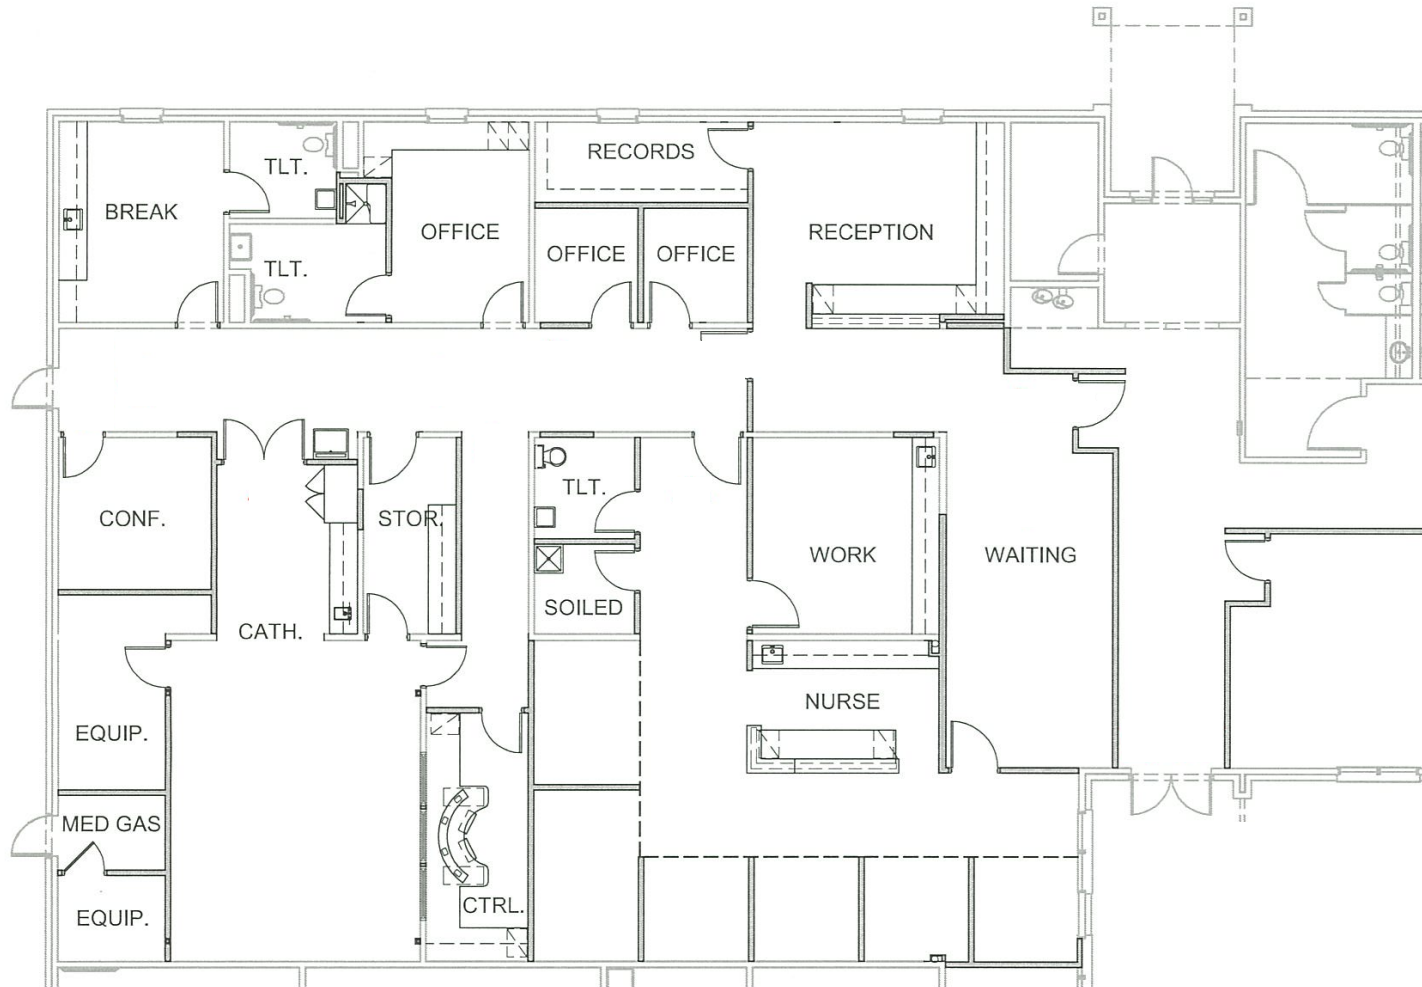 TLT.
RECORDS
BREAK
OFFICE
RECEPTION
TLT.
OFFICE
OFFICE
CONF.
STOR.
TLT.
WORK
WAITING
CATH.
SOILED
EQUIP.
NURSE
MED GAS
CTRL.
EQUIP.